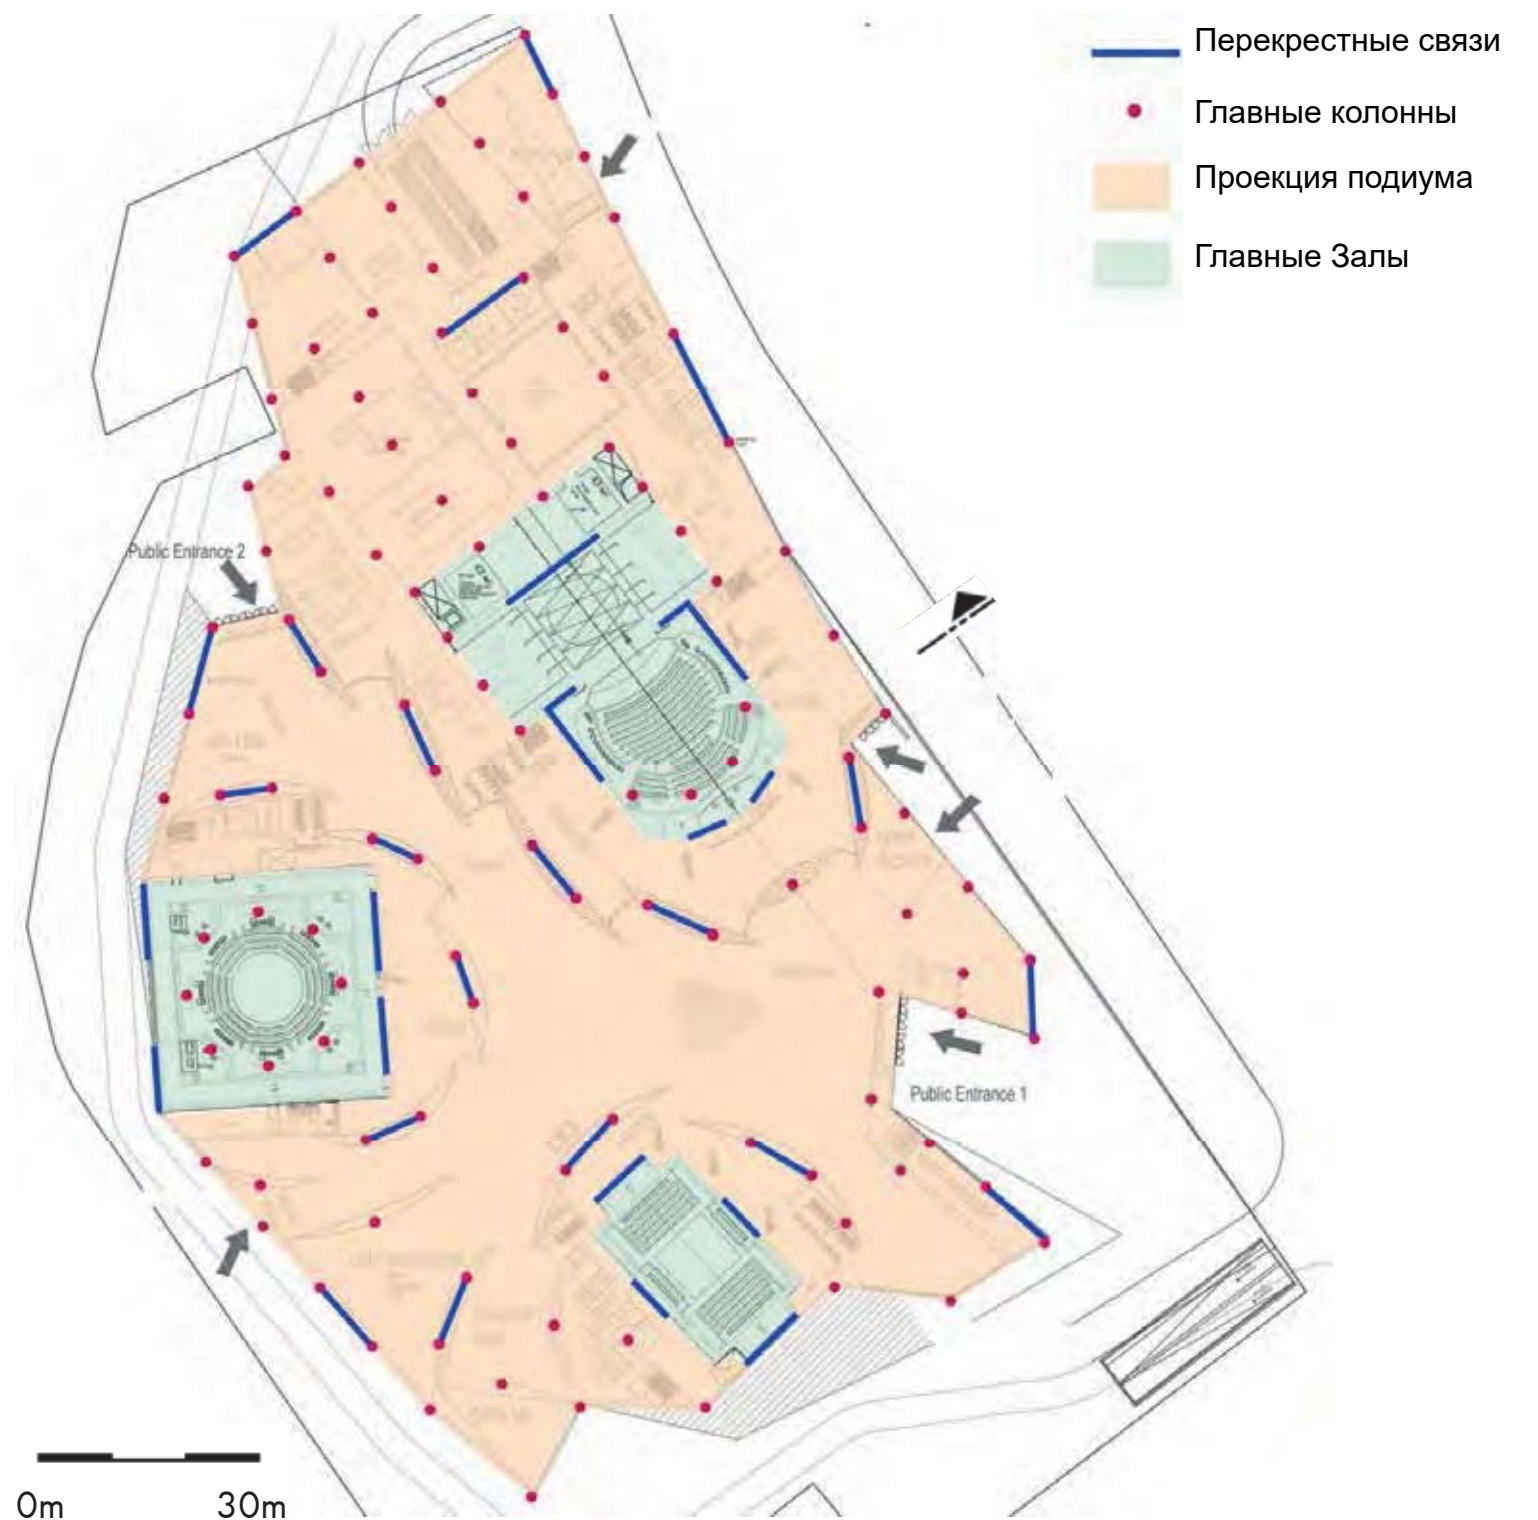 Перекрестные связи
Главные колонны
Проекция подиума
Главные Залы
Public Entrance 2
Public Entrance 1
0m
30m